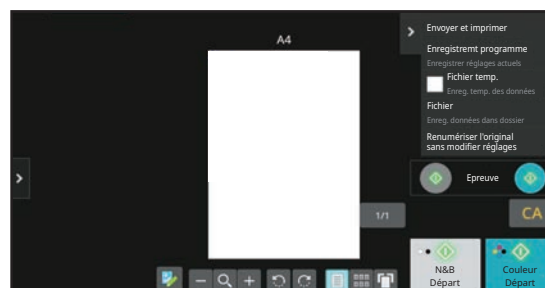 A4
Envoyer et imprimer
Enregistremt programme
Enregistrer réglages actuels
Fichier temp.
Enreg. temp. des données
Fichier
Enreg. données dans dossier
Renumériser l'original
sans modifier réglages
Epreuve
1/1
CA
N&B
Départ
Couleur
Départ